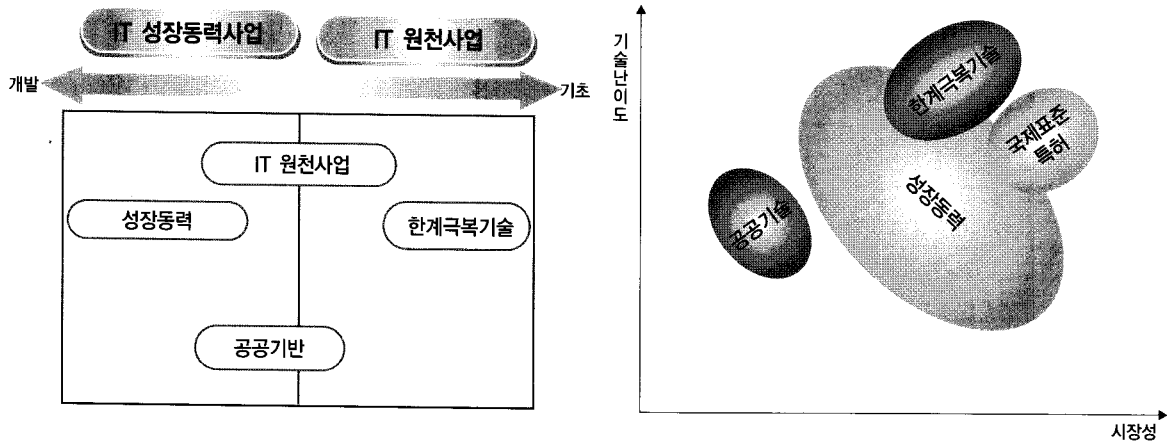 IT 성장동력사업
IT 원천사업
개발
기초
IT 원천사업
성장동력
한계극복기술
공공기반
기술난이도
한계극복기술
국제표준
특허
성장동력
공공기술
시장성